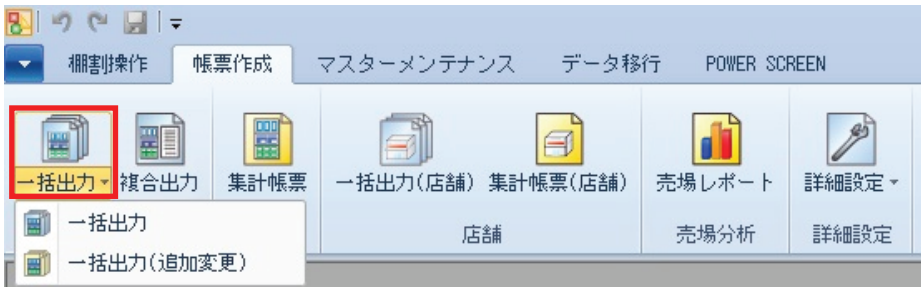 棚割操作 帳票作成 マスターメンテナンス データ移行 POWER SCREEN
一括出力 複合出力 集計帳票 一括出力(店舗) 集計帳票(店舗) 売場レポート 詳細設定
店舗 売場分析 詳細設定
一括出力
一括出力(追加変更)